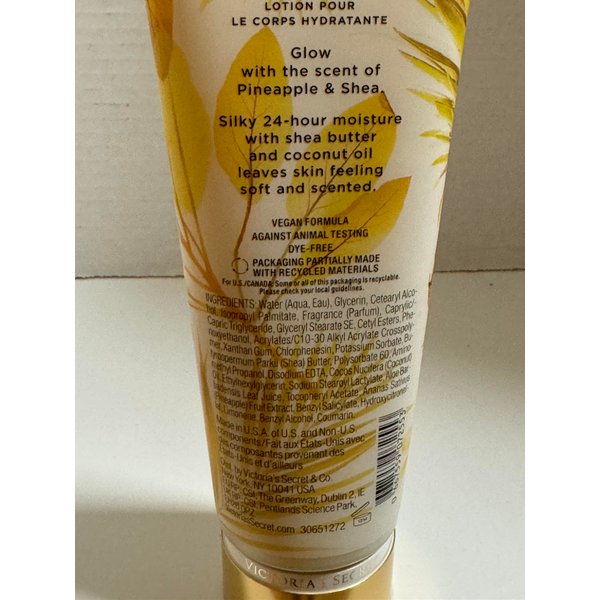 LOTION POUR
LE CORPS HYDRATANTE
Glow
with the scent of
Pineapple & Shea.
Silky 24-hour moisture
with shea butter
and coconut oil
leaves skin feeling
soft and scented.
VEGAN FORMULA
AGAINST ANIMAL TESTING
DYE-FREE
PACKAGING PARTIALLY MADE
WITH RECYCLED MATERIALS
For U.S./CANADA: Some or all of this packaging is recyclable.
Please check your local guidelines.
INGREDIENTS: Water (Aqua, Eau), Glycerin, Cetearyl Alco-
hol, Isopropyl Palmitate, Fragrance (Parfum), Caprylic/
Capric Triglyceride, Glyceryl Stearate SE, Cetyl Esters, Phe-
noxyethanol, Acrylates/C10-30 Alkyl Acrylate Crosspoly-
mer, Xanthan Gum, Chlorphenesin, Potassium Sorbate, Bu-
tyrospermum Parkii (Shea) Butter, Polysorbate 60, Amino-
methyl Propanol, Disodium EDTA, Cocos Nucifera (Coconut)
Oil, Ethylhexylglycerin, Sodium Stearoyl Lactylate, Aloe Bar-
badensis Leaf Juice, Tocopheryl Acetate, Ananas Sativus
(Pineapple) Fruit Extract, Benzyl Salicylate, Hydroxycitronel-
lal, Limonene, Benzyl Alcohol, Coumarin.
Made in U.S.A. of U.S. and Non-U.S.
components/Fait aux États-Unis avec
des composantes provenant des
États-Unis et d'ailleurs
Dist. by Victoria's Secret & Co.
New York, NY 10041 USA
CGI, The Greenway, Dublin 2, IE
CGI, Pentlands Science Park,
Secret.com 30651272
12M
VICTORIA'S SECRET